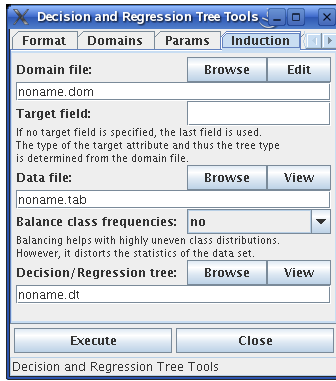 Decision and Regression Tree Tools
Format Domains Params Induction
Domain file: Browse Edit
noname.dom
Target field:
If no target field is specified, the last field is used.
The type of the target attribute and thus the tree type
is determined from the domain file.
Data file: Browse View
noname.tab
Balance class frequencies: no
Balancing helps with highly uneven class distributions.
However, it distorts the statistics of the data set.
Decision/Regression tree: Browse View
noname.dt
Execute Close
Decision and Regression Tree Tools